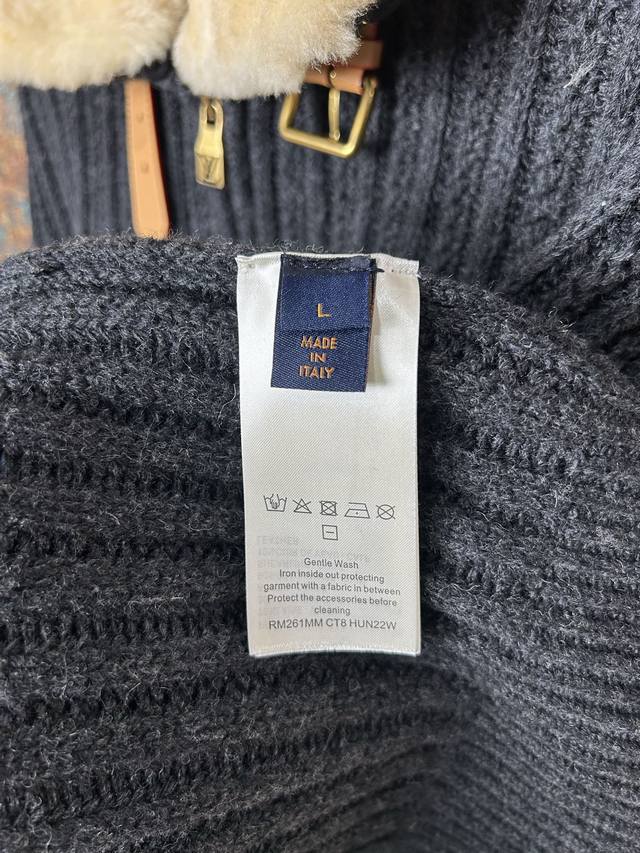 LV
L
MADE
IN
ITALY
Gentle Wash
Iron inside out protecting
garment with a fabric in between
Protect the accessories before
cleaning
RM261MM CT8 HUN22W